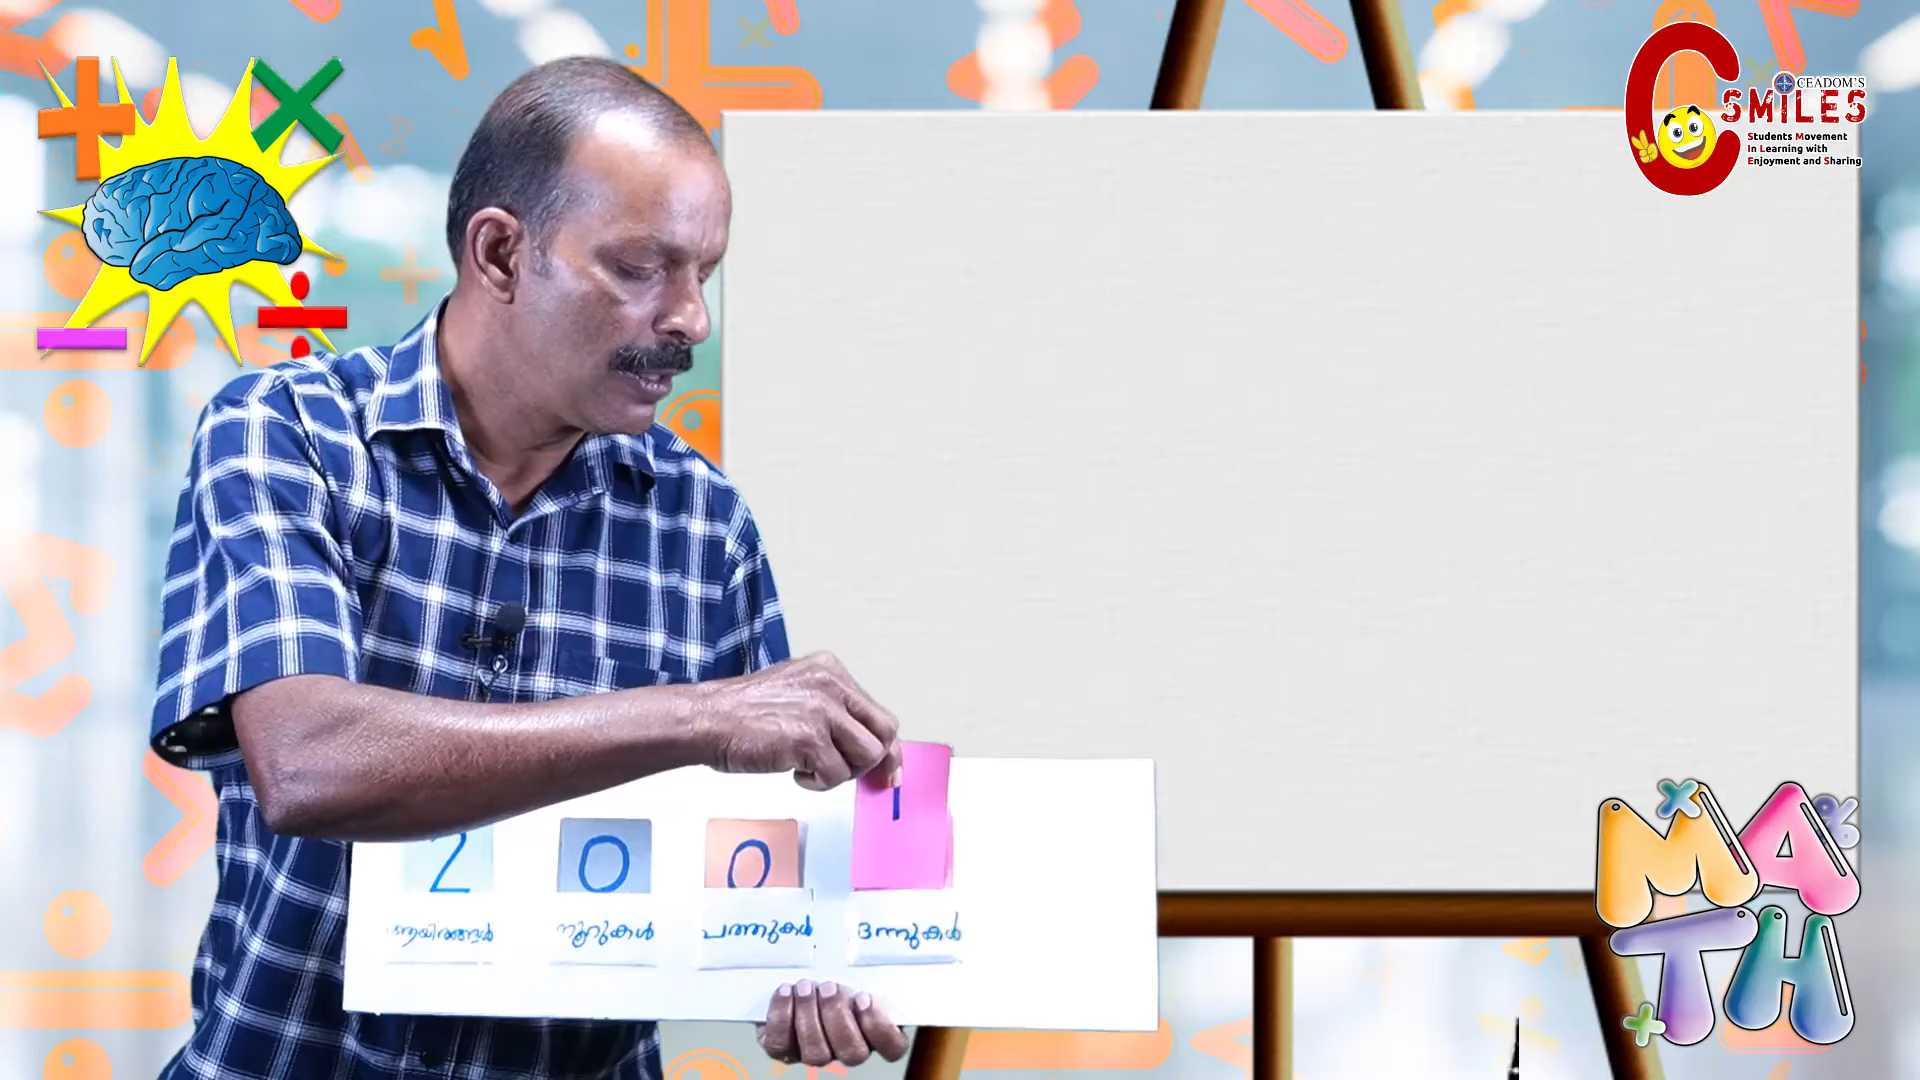 CEADOM'S
C SMILES
Students Movement
In Learning with
Enjoyment and Sharing
2 0 0 1
ആയിരങ്ങൾ നൂറുകൾ പത്തുകൾ ഒന്നുകൾ
MATH